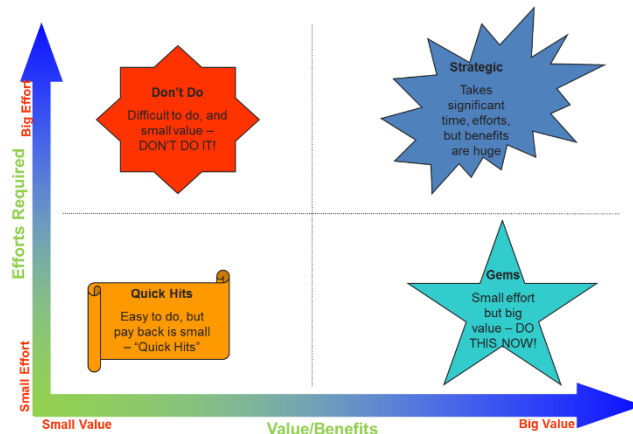 Big Effort
Efforts Required
Small Effort
Don't Do
Difficult to do, and
small value –
DON'T DO IT!
Strategic
Takes
significant
time, efforts,
but benefits
are huge
Quick Hits
Easy to do, but
pay back is small
– "Quick Hits"
Gems
Small effort
but big
value – DO
THIS NOW!
Small Value
Value/Benefits
Big Value